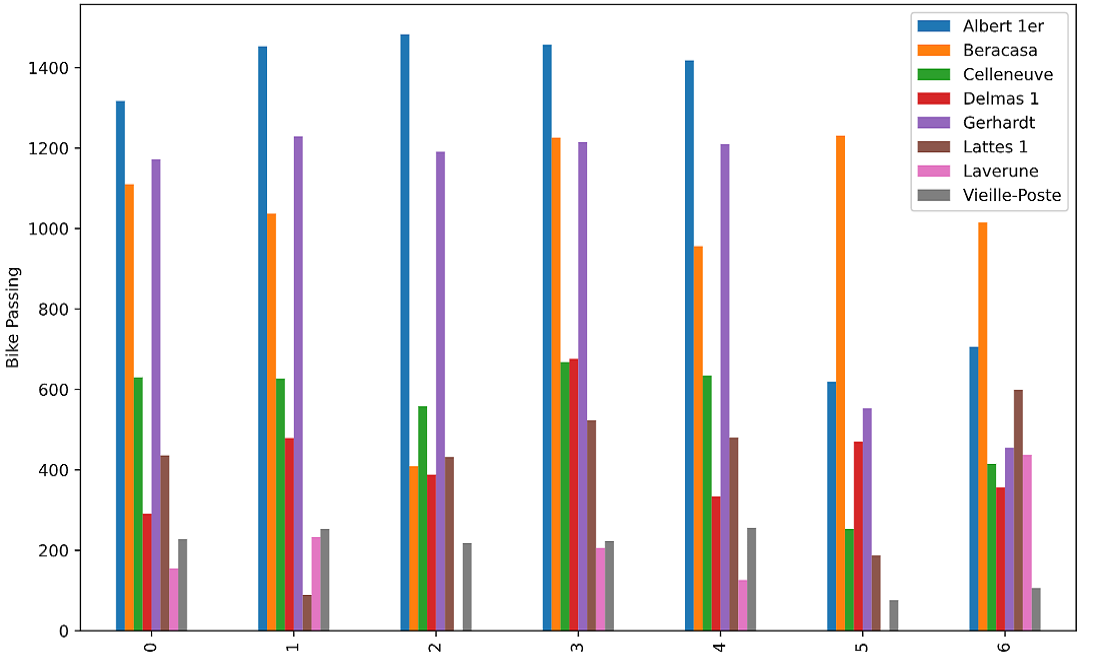 Albert 1er
Beracasa
Celleneuve
Delmas 1
Gerhardt
Lattes 1
Laverune
Vieille-Poste
Bike Passing
1400
1200
1000
800
600
400
200
0
0 1 2 3 4 5 6